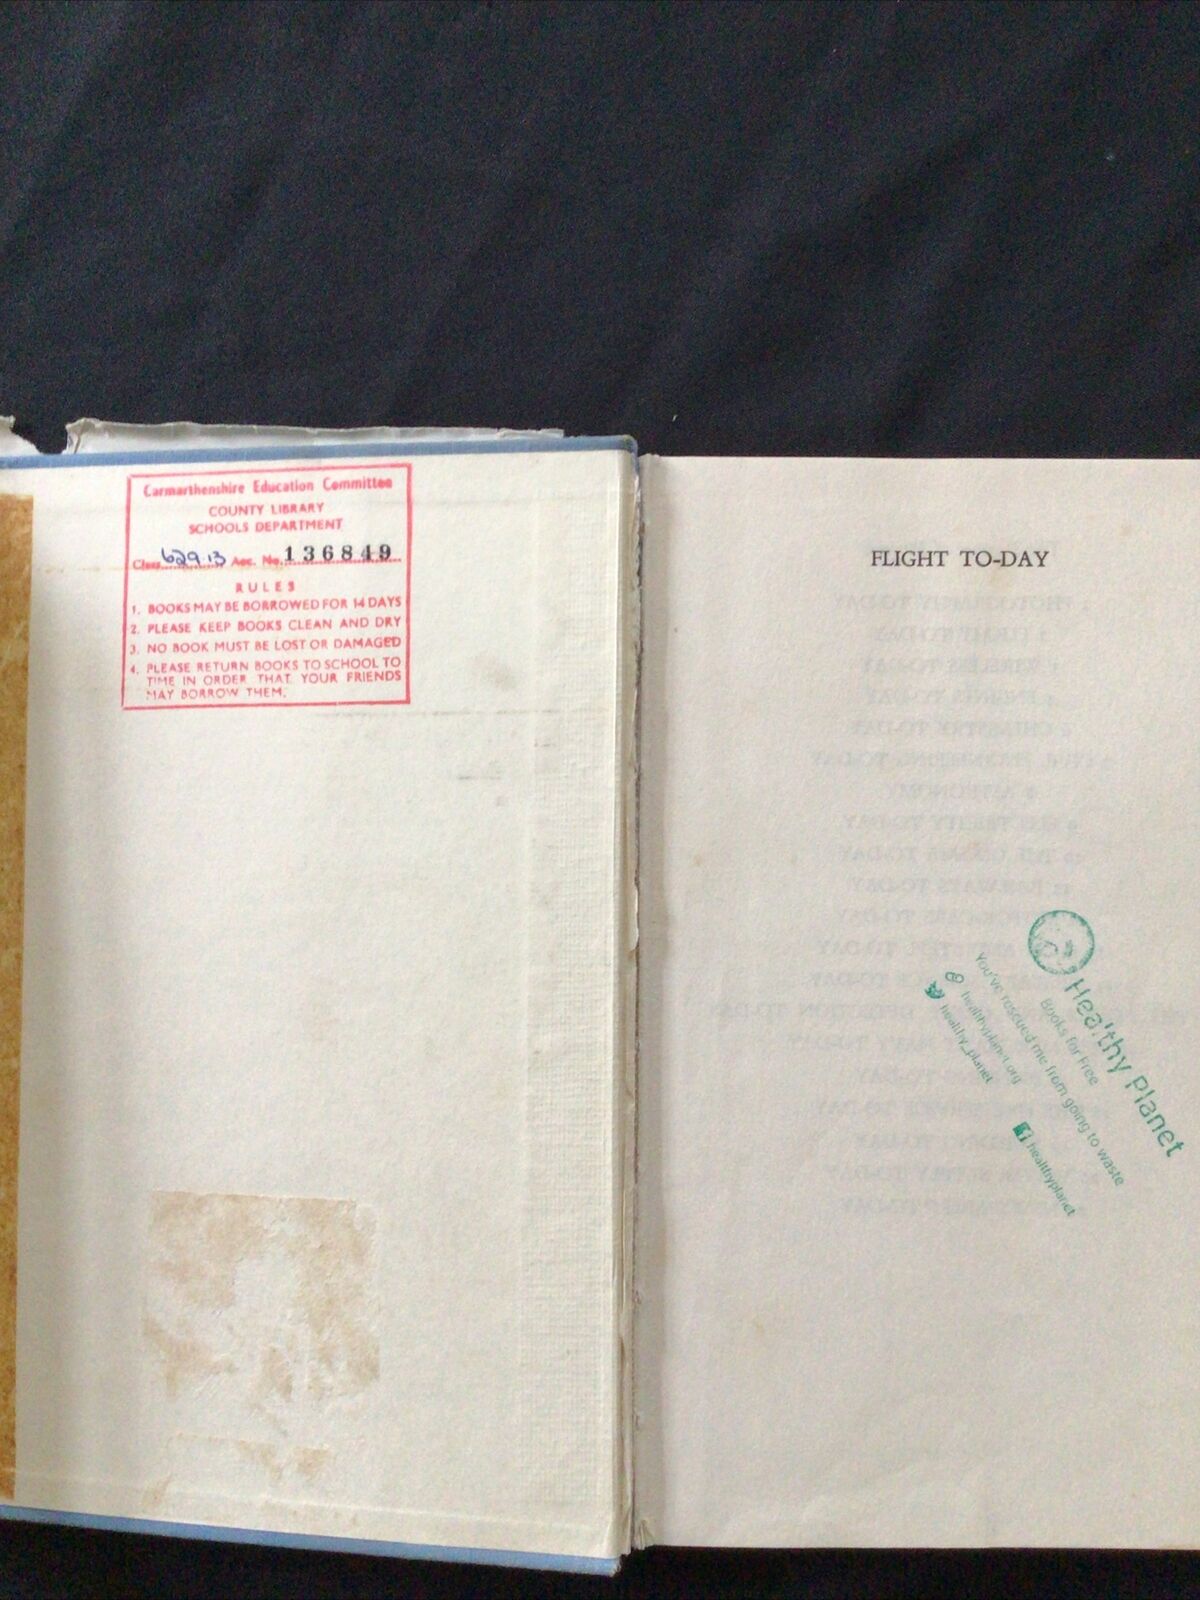 Carmarthenshire Education Committee
COUNTY LIBRARY
SCHOOLS DEPARTMENT
Class 629.13 Acc. No. 136849
RULES
1. BOOKS MAY BE BORROWED FOR 14 DAYS
2. PLEASE KEEP BOOKS CLEAN AND DRY
3. NO BOOK MUST BE LOST OR DAMAGED
4. PLEASE RETURN BOOKS TO SCHOOL TO
TIME IN ORDER THAT YOUR FRIENDS
MAY BORROW THEM.
FLIGHT TO-DAY
Healthy Planet
Books for Free
You've rescued me from going to waste
healthyplanet.org
healthy_planet
healthyplanet